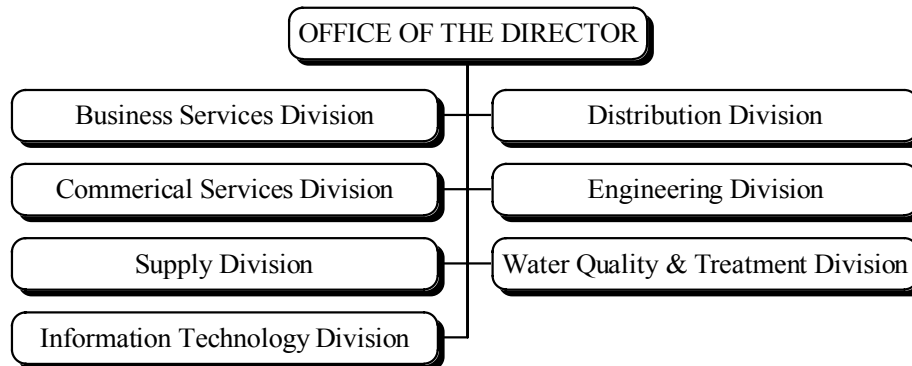 OFFICE OF THE DIRECTOR
Business Services Division
Distribution Division
Commerical Services Division
Engineering Division
Supply Division
Water Quality & Treatment Division
Information Technology Division